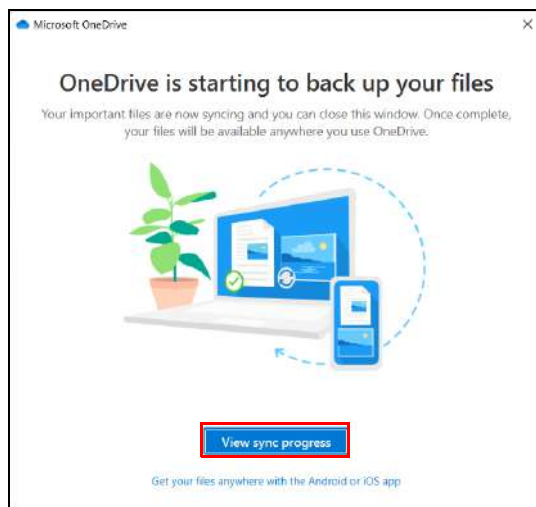 Microsoft OneDrive
OneDrive is starting to back up your files
Your important files are now syncing and you can close this window. Once complete,
your files will be available anywhere you use OneDrive.
View sync progress
Get your files anywhere with the Android or iOS app